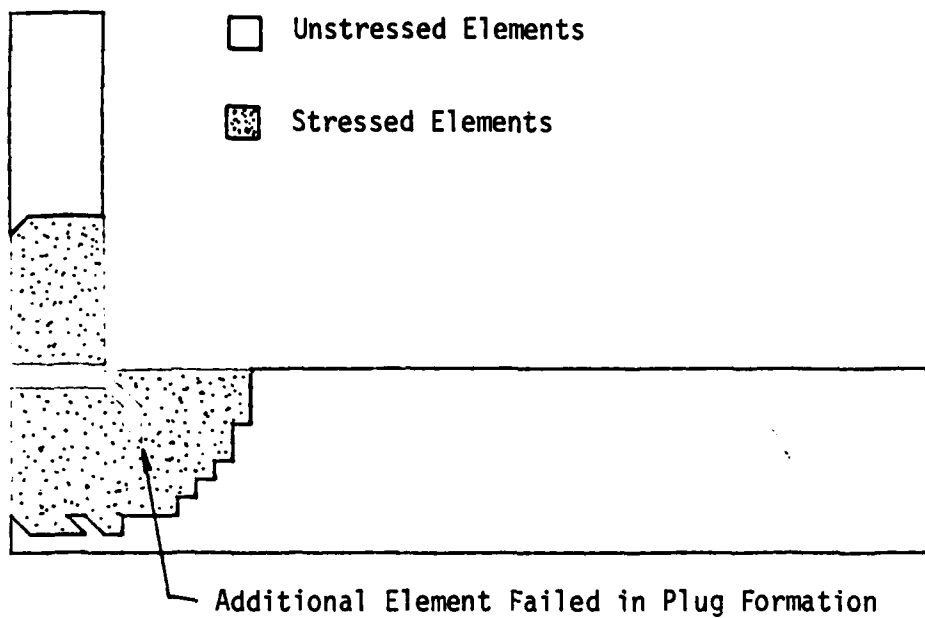 Unstressed Elements
Stressed Elements
Additional Element Failed in Plug Formation